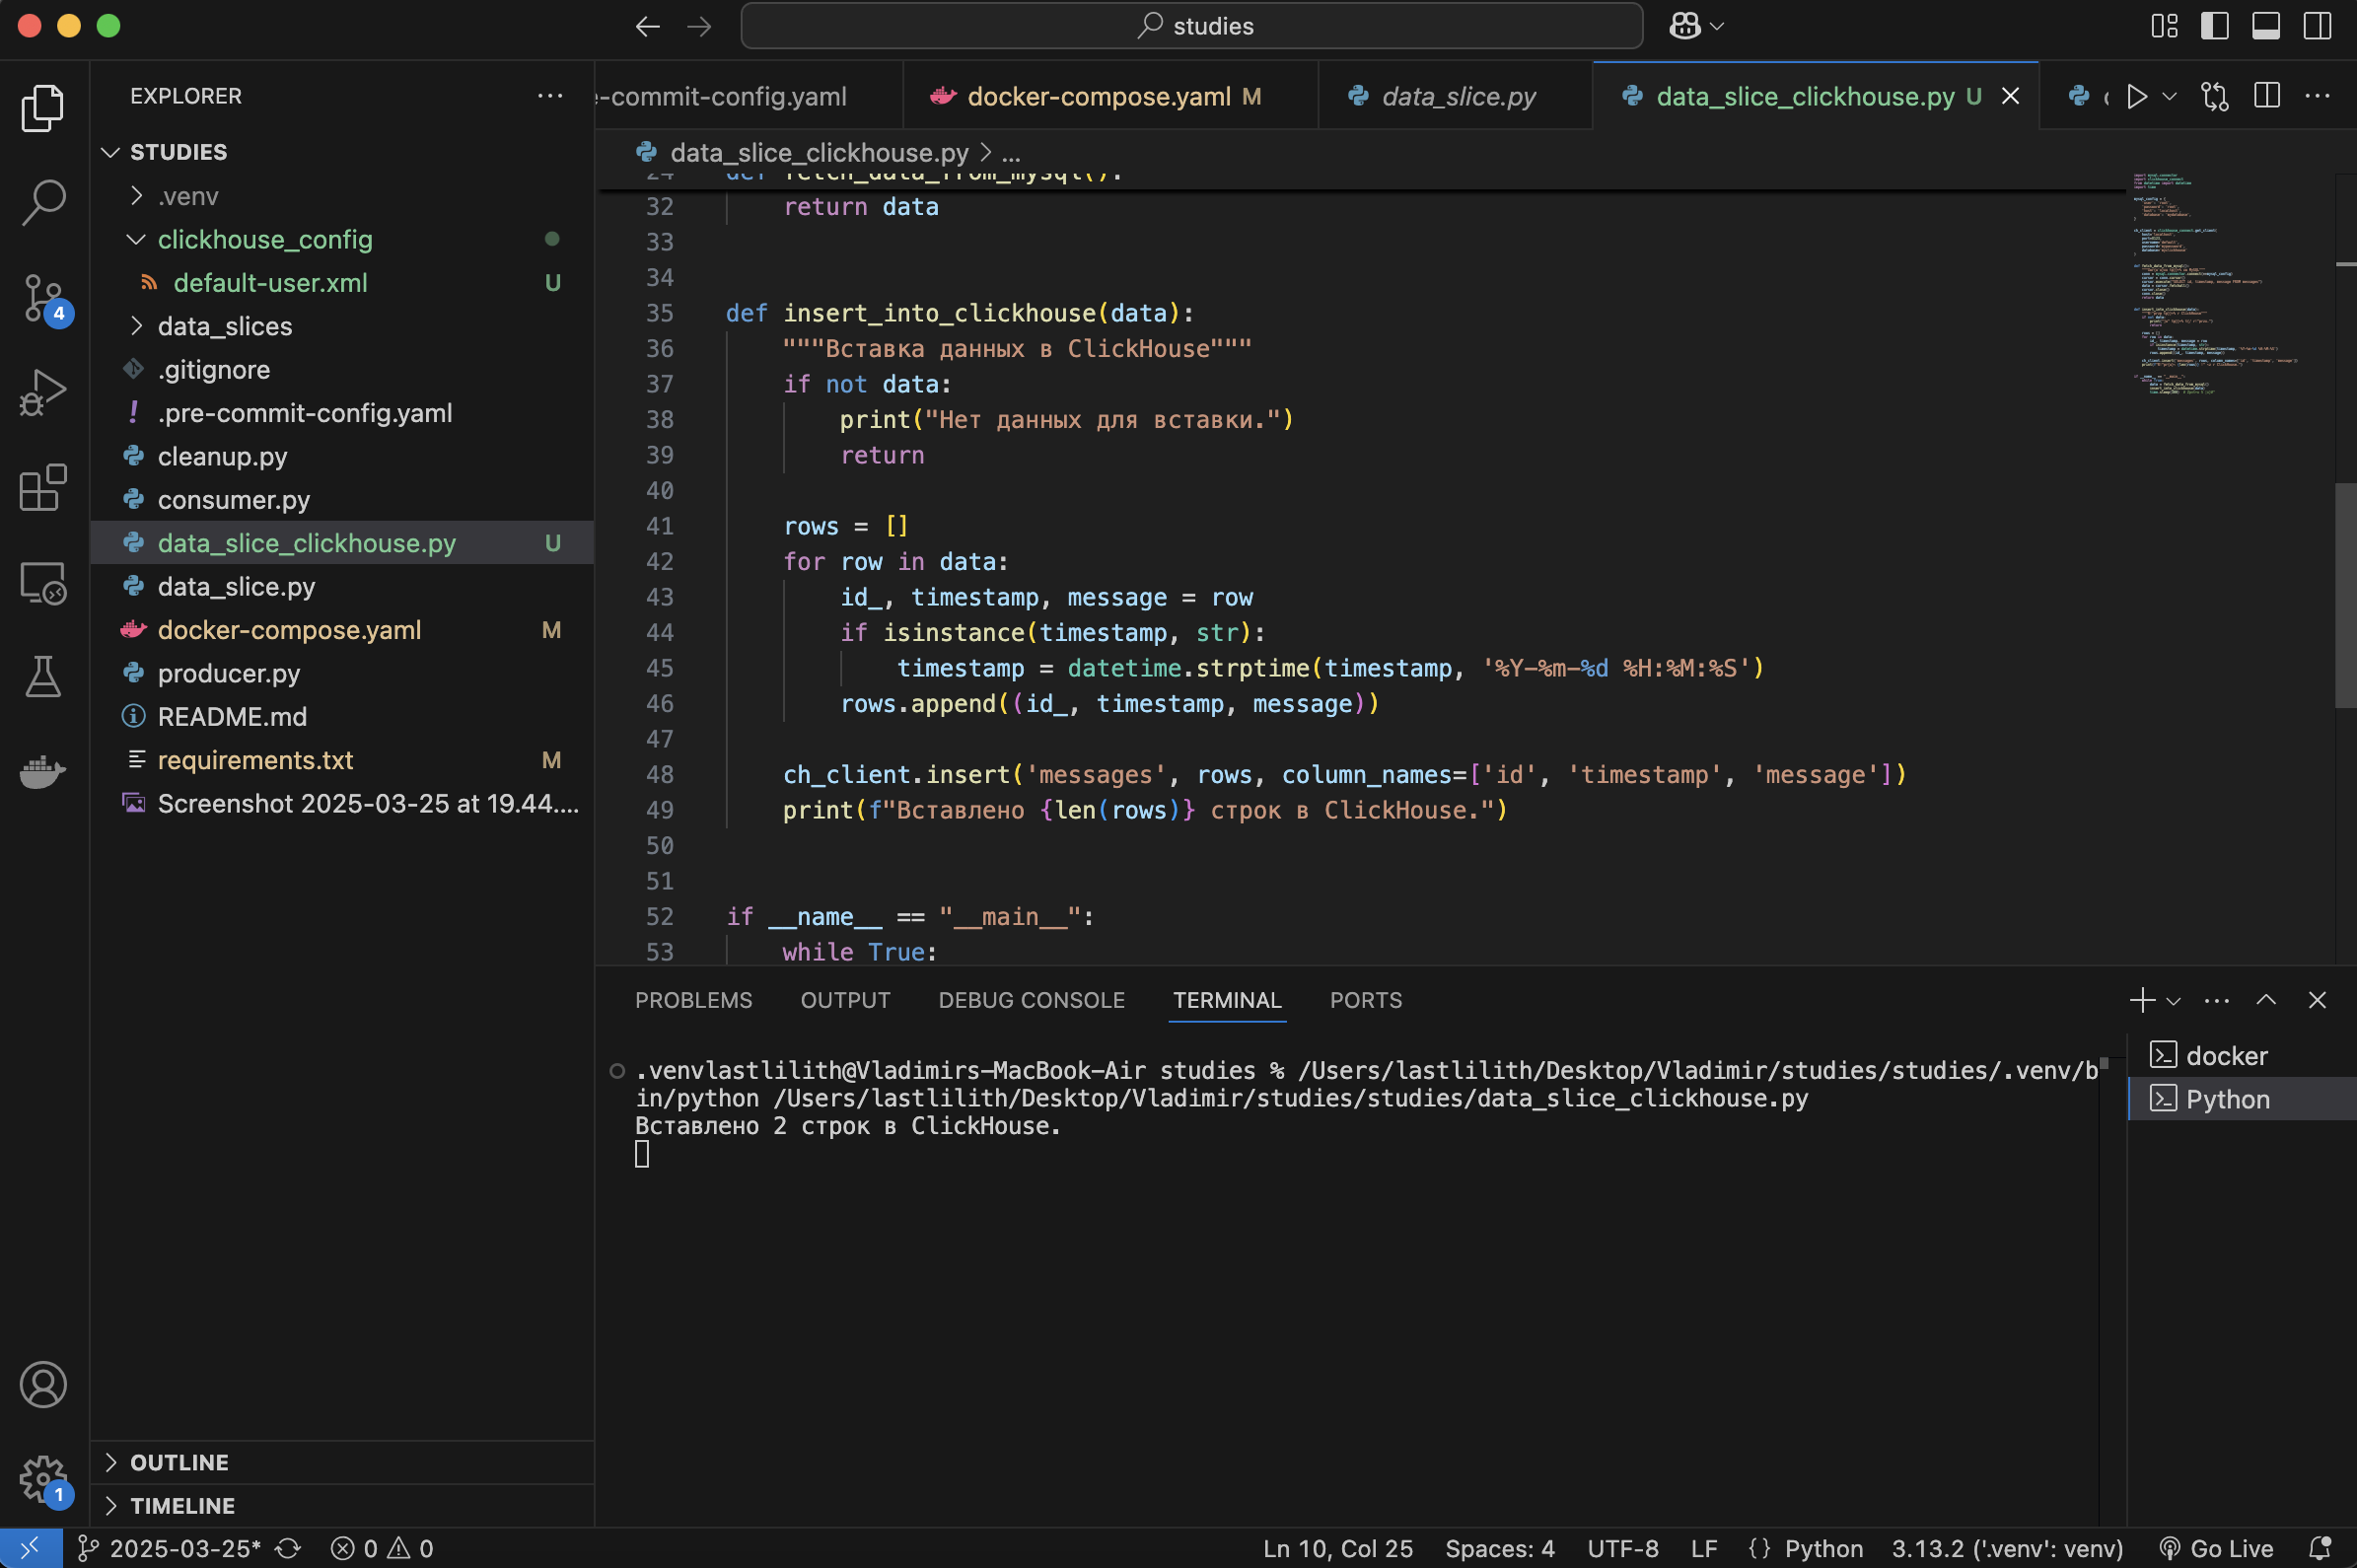 studies
EXPLORER
STUDIES
.venv
clickhouse_config
default-user.xml U
data_slices
.gitignore
.pre-commit-config.yaml
cleanup.py
consumer.py
data_slice_clickhouse.py U
data_slice.py
docker-compose.yaml M
producer.py
README.md
requirements.txt M
Screenshot 2025-03-25 at 19.44....
4
OUTLINE
TIMELINE
1
-commit-config.yaml
docker-compose.yaml M
data_slice.py
data_slice_clickhouse.py U
data_slice_clickhouse.py > ...
24 def fetch_data_from_mysql():
32 return data
33
34
35 def insert_into_clickhouse(data):
36 """Вставка данных в ClickHouse"""
37 if not data:
38 print("Нет данных для вставки.")
39 return
40
41 rows = []
42 for row in data:
43 id_, timestamp, message = row
44 if isinstance(timestamp, str):
45 timestamp = datetime.strptime(timestamp, '%Y-%m-%d %H:%M:%S')
46 rows.append((id_, timestamp, message))
47
48 ch_client.insert('messages', rows, column_names=['id', 'timestamp', 'message'])
49 print(f"Вставлено {len(rows)} строк в ClickHouse.")
50
51
52 if __name__ == "__main__":
53 while True:
PROBLEMS OUTPUT DEBUG CONSOLE TERMINAL PORTS
.venvlastlilith@Vladimirs-MacBook-Air studies % /Users/lastlilith/Desktop/Vladimir/studies/studies/.venv/b
in/python /Users/lastlilith/Desktop/Vladimir/studies/studies/data_slice_clickhouse.py
Вставлено 2 строк в ClickHouse.
docker
Python
2025-03-25* 0 0 Ln 10, Col 25 Spaces: 4 UTF-8 LF {} Python 3.13.2 ('.venv': venv) Go Live